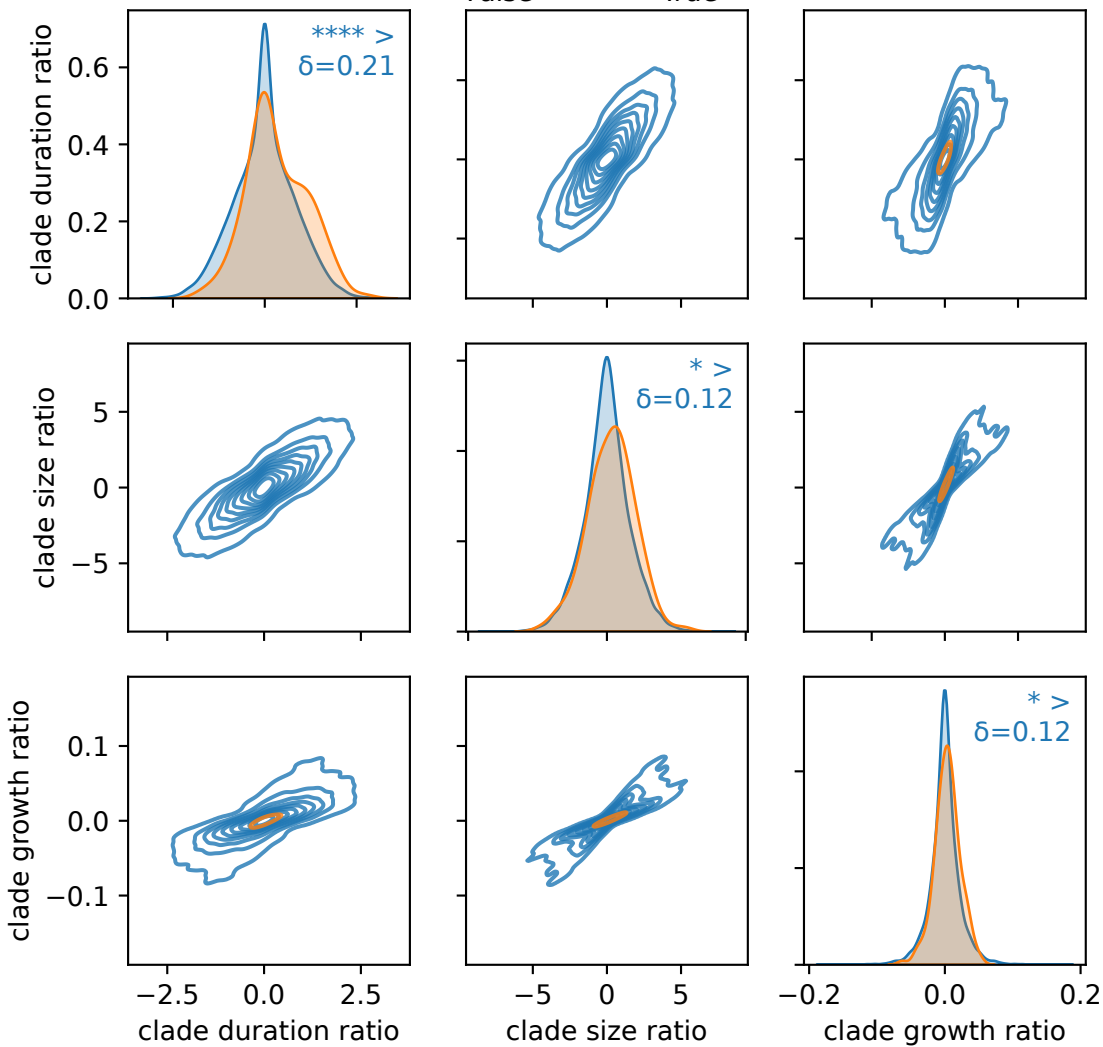 clade duration ratio
0.6
0.4
0.2
0.0
**** >
δ=0.21
clade size ratio
5
0
−5
* >
δ=0.12
clade growth ratio
0.1
0.0
−0.1
* >
δ=0.12
−2.5 0.0 2.5
clade duration ratio
−5 0 5
clade size ratio
−0.2 0.0 0.2
clade growth ratio